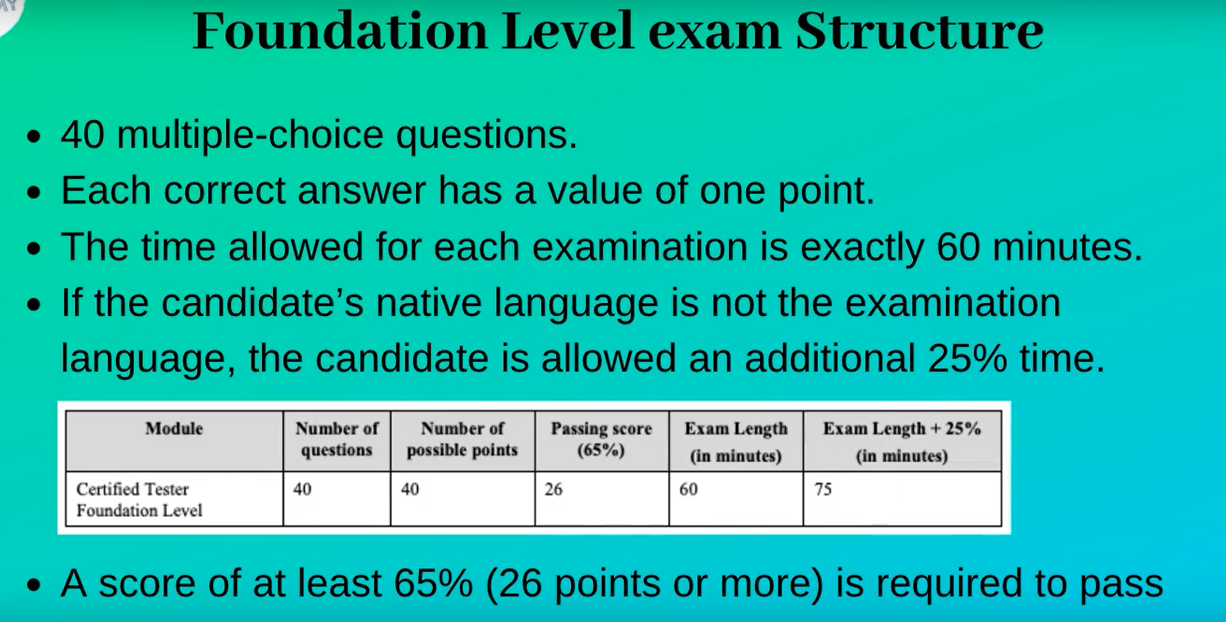 Foundation Level exam Structure
• 40 multiple-choice questions.
• Each correct answer has a value of one point.
• The time allowed for each examination is exactly 60 minutes.
• If the candidate’s native language is not the examination
language, the candidate is allowed an additional 25% time.
Module Number of questions Number of possible points Passing score (65%) Exam Length (in minutes) Exam Length + 25% (in minutes)
Certified Tester Foundation Level 40 40 26 60 75
• A score of at least 65% (26 points or more) is required to pass